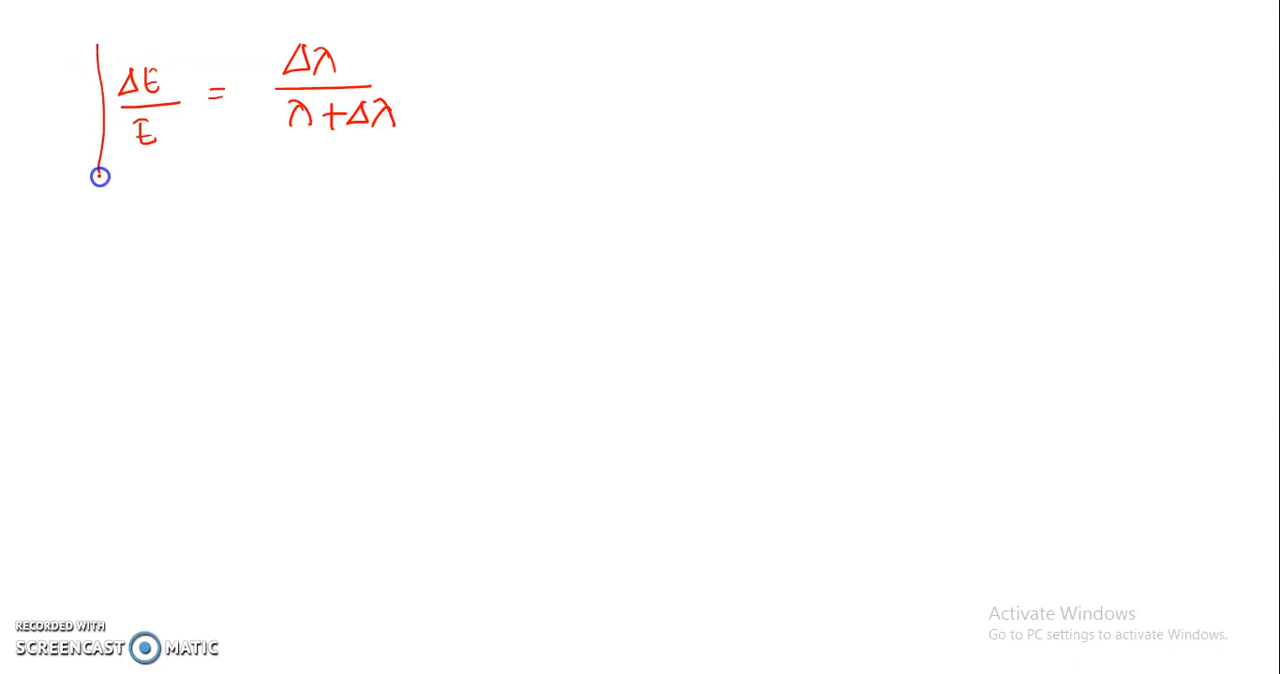 ΔE/E = Δλ/(λ+Δλ)
RECORDED WITH
SCREENCAST MATIC
Activate Windows
Go to PC settings to activate Windows.